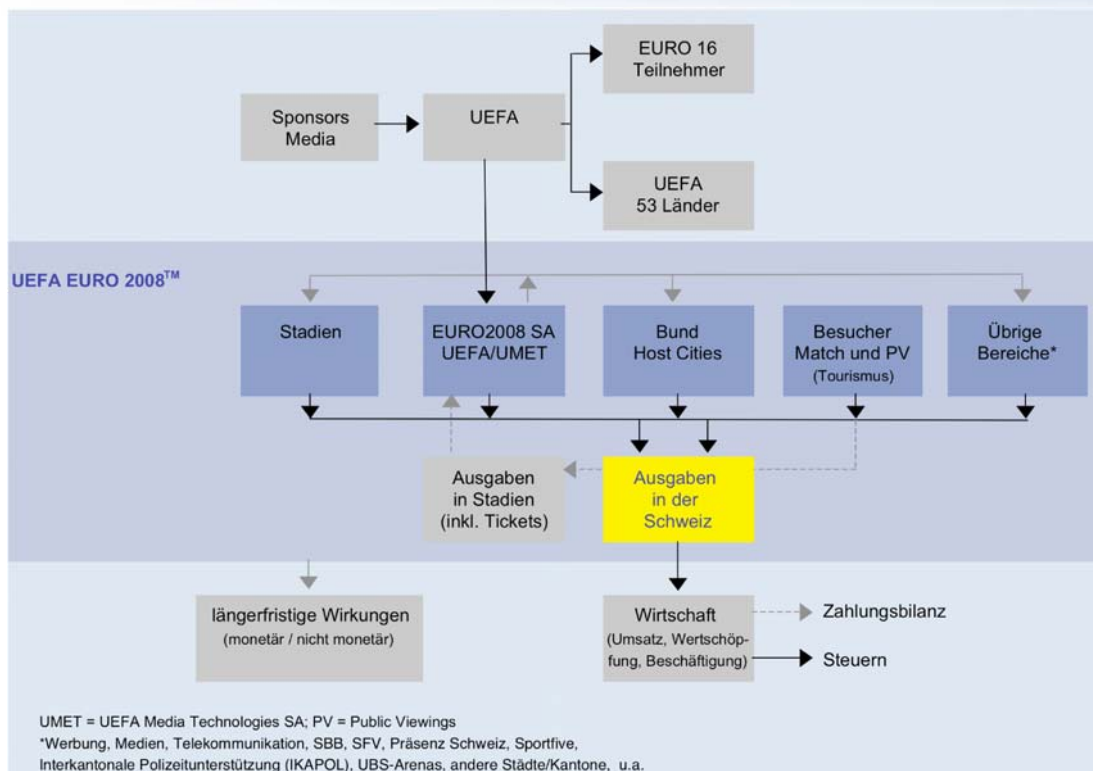 EURO 16
Teilnehmer
Sponsors
Media
UEFA
UEFA
53 Länder
UEFA EURO 2008TM
Stadien
EURO2008 SA
UEFA/UMET
Bund
Host Cities
Besucher
Match und PV
(Tourismus)
Übrige
Bereiche*
Ausgaben
in Stadien
(inkl. Tickets)
Ausgaben
in der
Schweiz
längerfristige Wirkungen
(monetär / nicht monetär)
Wirtschaft
(Umsatz, Wertschöp-
fung, Beschäftigung)
Zahlungsbilanz
Steuern
UMET = UEFA Media Technologies SA; PV = Public Viewings
*Werbung, Medien, Telekommunikation, SBB, SFV, Präsenz Schweiz, Sportfive,
Interkantonale Polizeitunterstützung (IKAPOL), UBS-Arenas, andere Städte/Kantone, u.a.